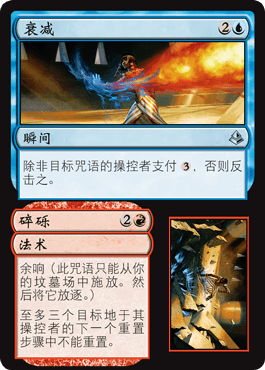 衰减 2
瞬间
除非目标咒语的操控者支付 3，否则反
击之。
碎砾 2
法术
余响（此咒语只能从你
的坟墓场中施放。然
后将它放逐。）
至多三个目标地于其
操控者的下一个重置
步骤中不能重置。